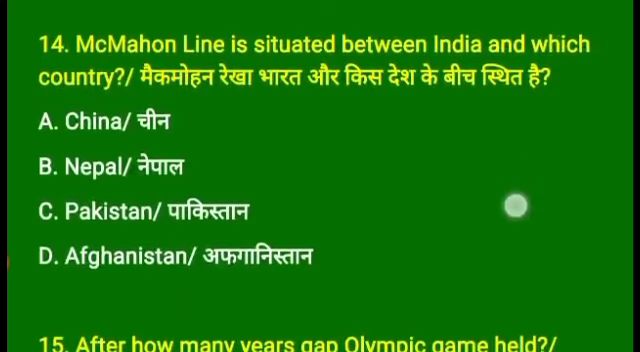 14. McMahon Line is situated between India and which
country?/ मैकमोहन रेखा भारत और किस देश के बीच स्थित है?
A. China/ चीन
B. Nepal/ नेपाल
C. Pakistan/ पाकिस्तान
D. Afghanistan/ अफगानिस्तान
15. After how many years gap Olympic game held?/